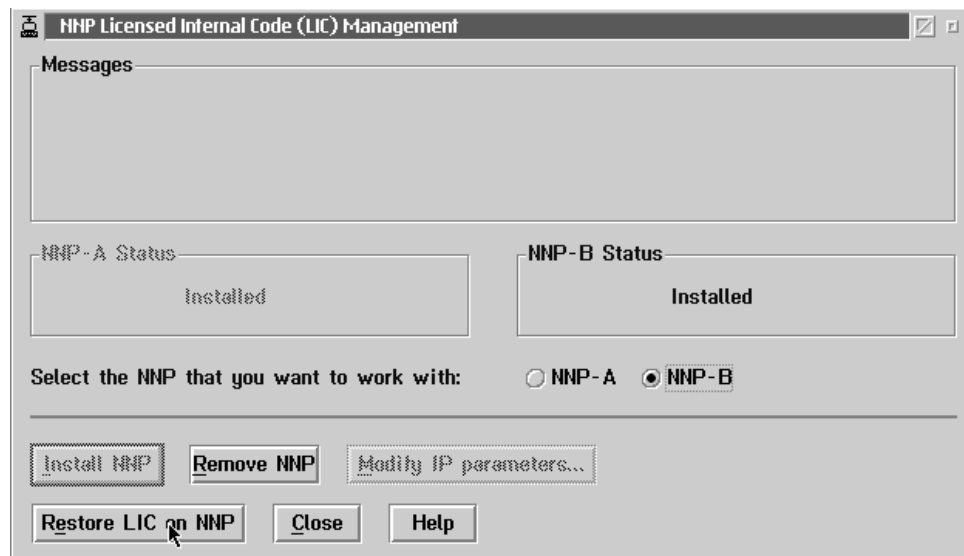 NNP Licensed Internal Code (LIC) Management
Messages
NNP-A Status
NNP-B Status
Installed
Installed
Select the NNP that you want to work with:
NNP-A
NNP-B
Install NNP
Remove NNP
Modify IP parameters...
Restore LIC on NNP
Close
Help